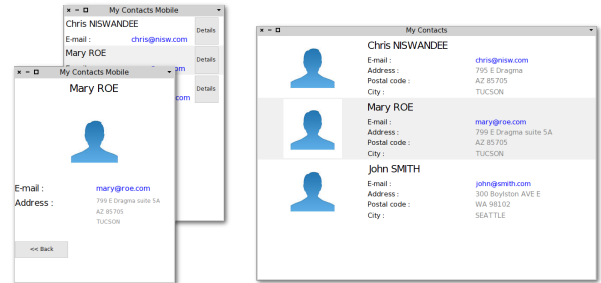 My Contacts Mobile
Chris NISWANDEE
E-mail : chris@nisw.com
Details
Mary ROE
Details
Details
com
My Contacts Mobile
Mary ROE
E-mail : mary@roe.com
Address : 799 E Dragma suite 5A
AZ 85705
TUCSON
<< Back
My Contacts
Chris NISWANDEE
E-mail : chris@nisw.com
Address : 795 E Dragma
Postal code : AZ 85705
City : TUCSON
Mary ROE
E-mail : mary@roe.com
Address : 799 E Dragma suite 5A
Postal code : AZ 85705
City : TUCSON
John SMITH
E-mail : john@smith.com
Address : 300 Boylston AVE E
Postal code : WA 98102
City : SEATTLE